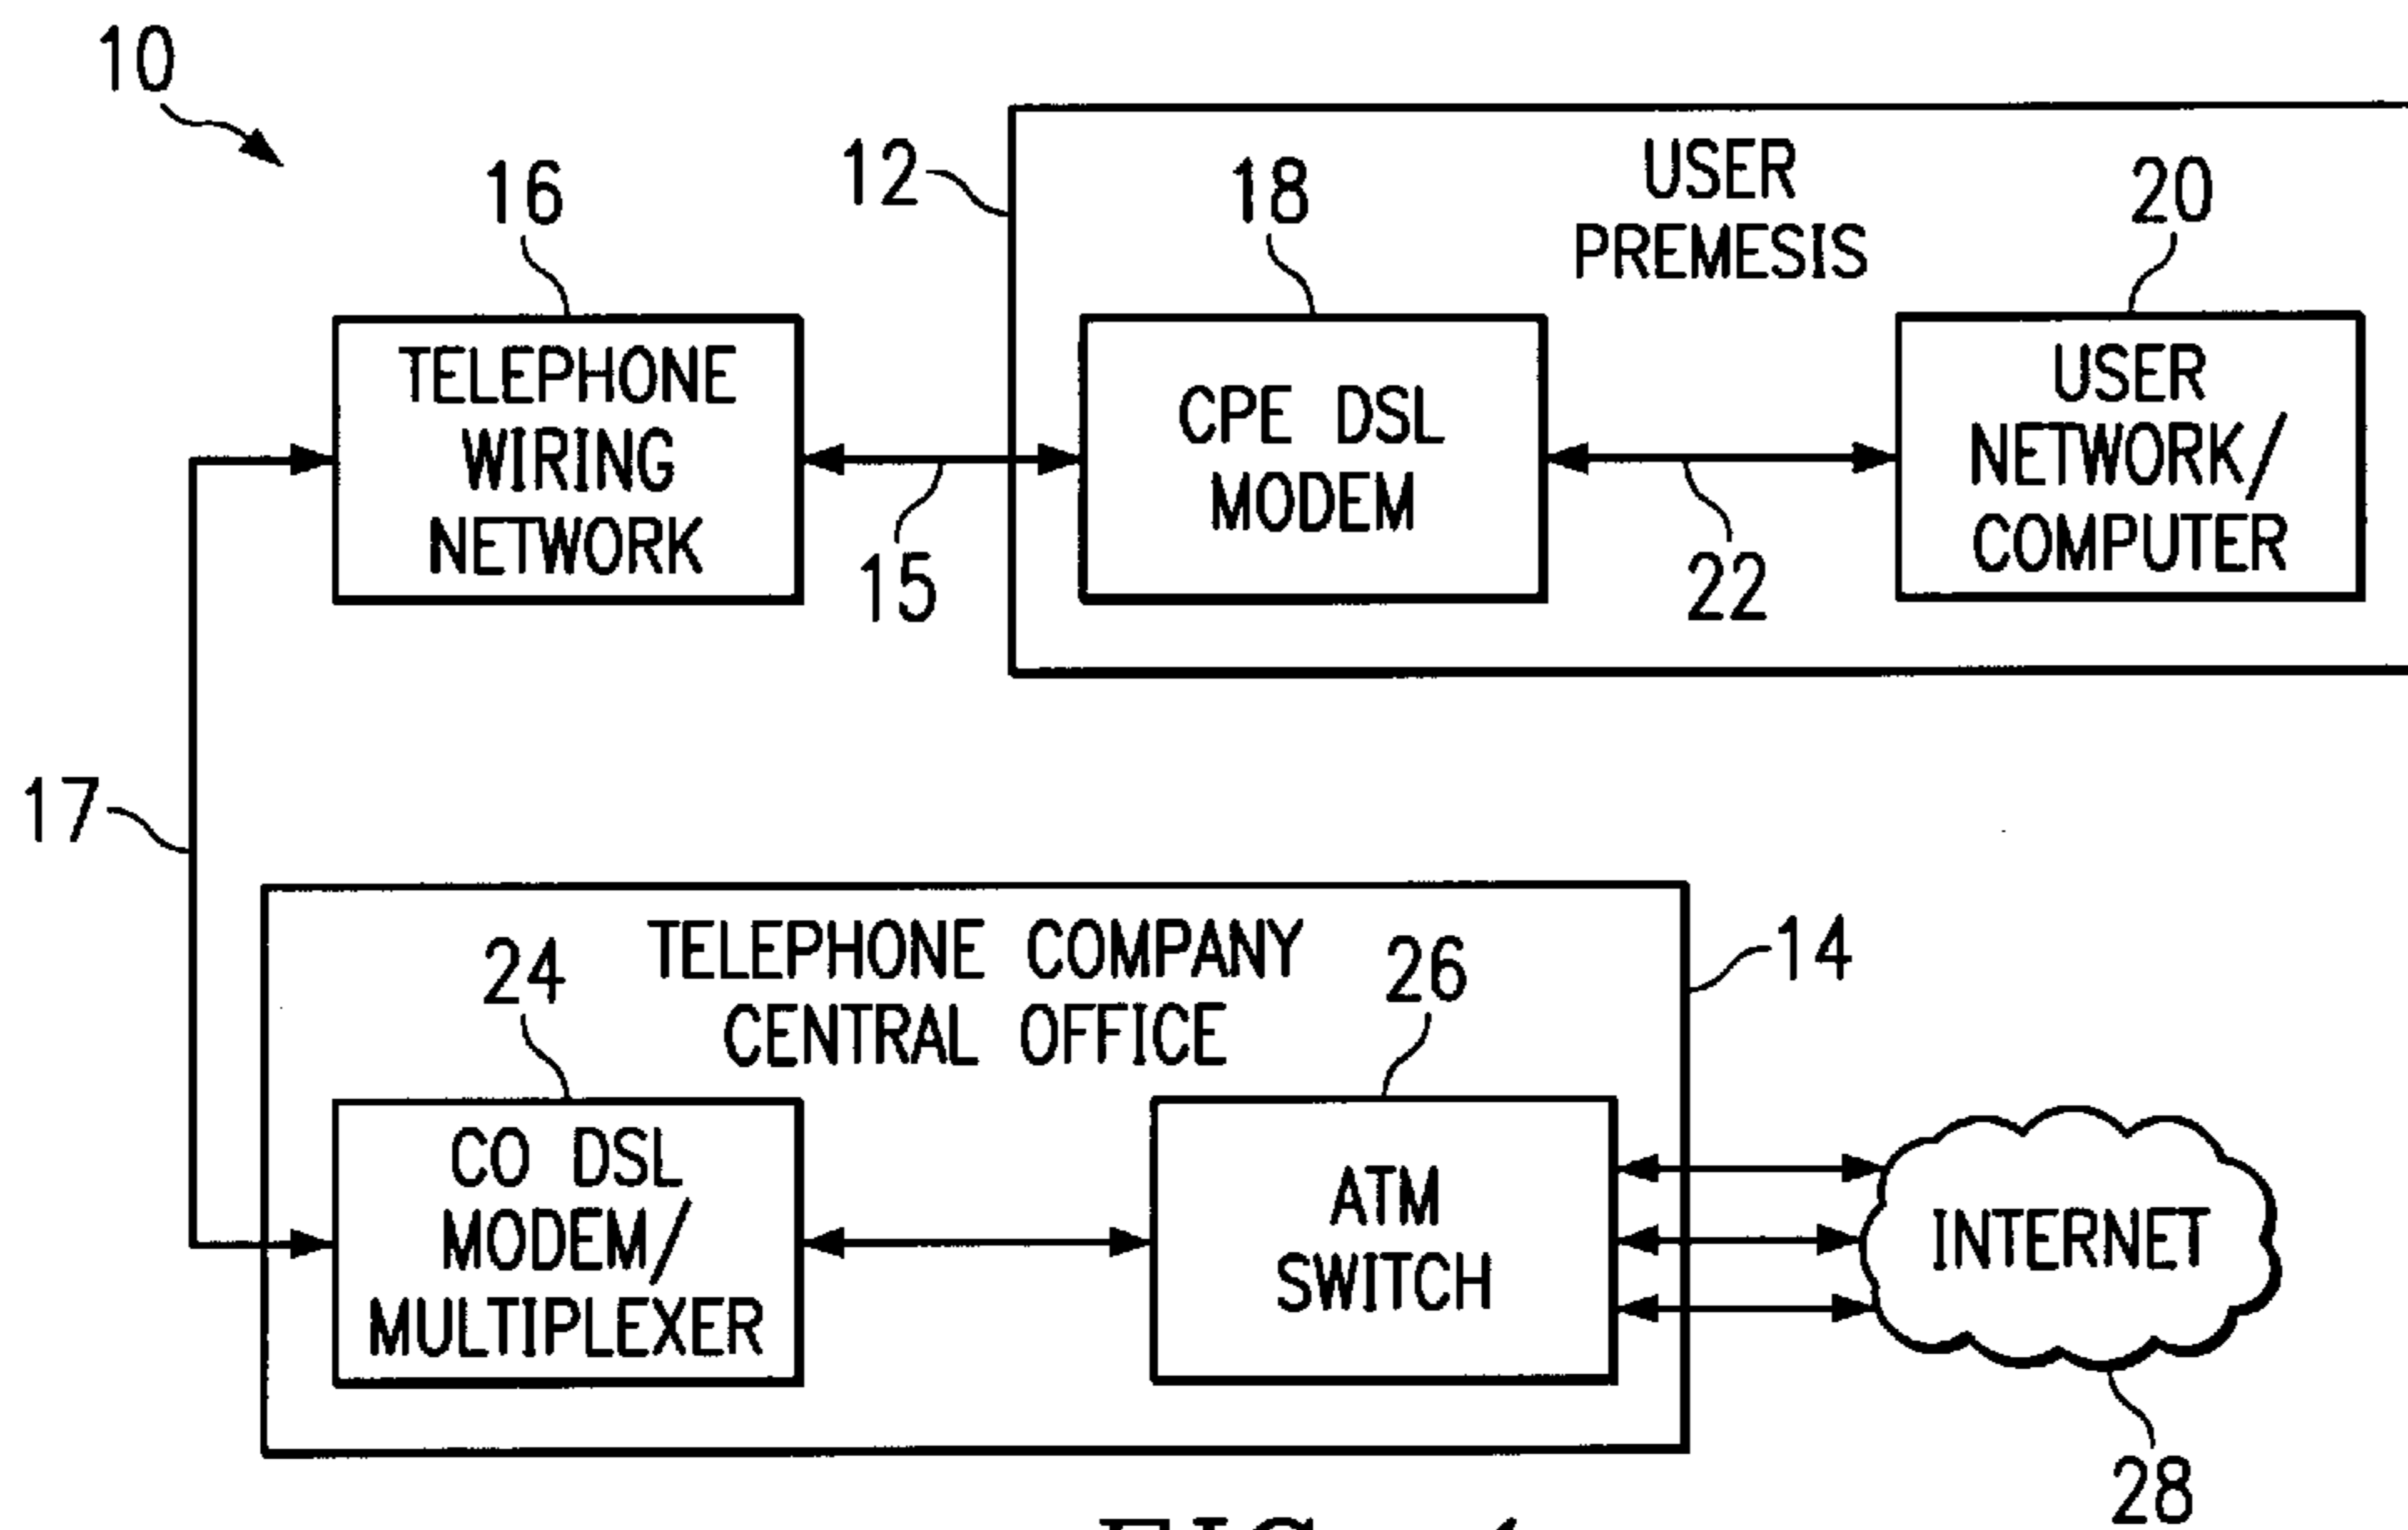 10
16
12
18
USER
PREMESIS
20
TELEPHONE
WIRING
NETWORK
CPE DSL
MODEM
USER
NETWORK/
COMPUTER
15
22
17
TELEPHONE COMPANY
CENTRAL OFFICE
14
24
26
CO DSL
MODEM/
MULTIPLEXER
ATM
SWITCH
INTERNET
28